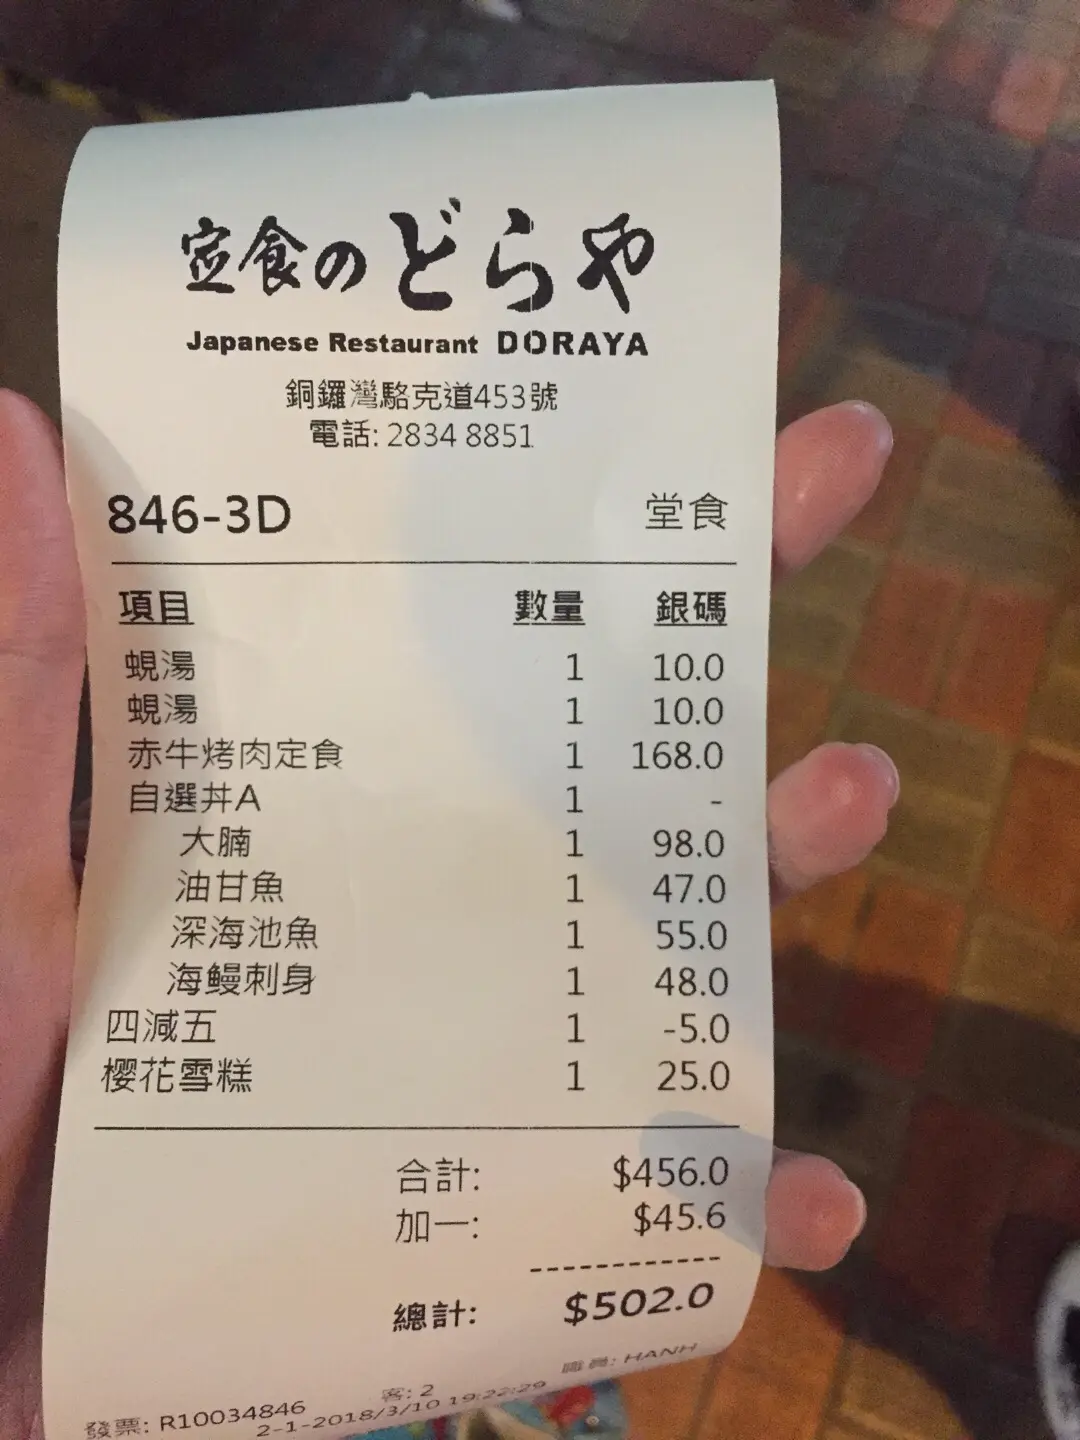 定食のどらや
Japanese Restaurant DORAYA
銅鑼灣駱克道453號
電話: 2834 8851
846-3D 堂食
項目 數量 銀碼
蜆湯 1 10.0
蜆湯 1 10.0
赤牛烤肉定食 1 168.0
自選丼A 1 -
大腩 1 98.0
油甘魚 1 47.0
深海池魚 1 55.0
海鰻刺身 1 48.0
四減五 1 -5.0
櫻花雪糕 1 25.0
合計: $456.0
加一: $45.6
總計: $502.0
職員: HANH
客: 2
發票: R10034846
2-1-2018/3/10 19:22:29